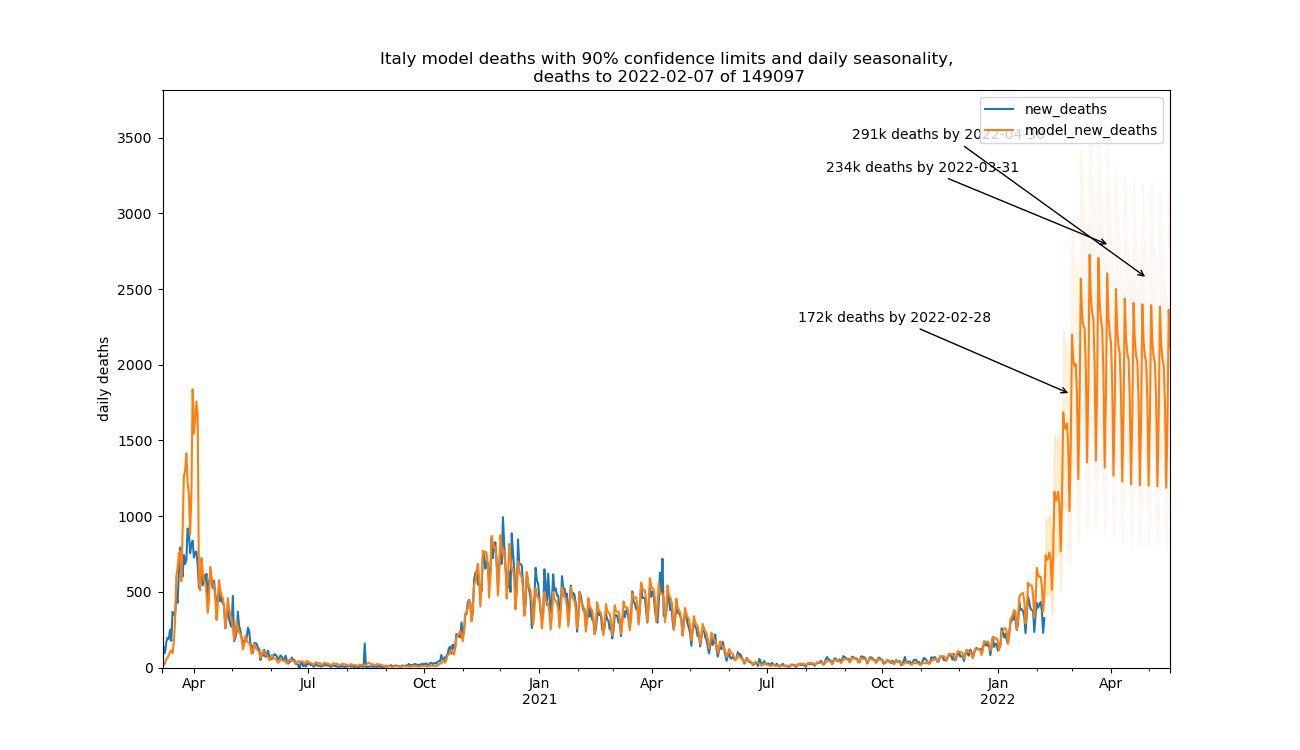 Italy model deaths with 90% confidence limits and daily seasonality,
deaths to 2022-02-07 of 149097
new_deaths
model_new_deaths
291k deaths by 2022-04-30
234k deaths by 2022-03-31
172k deaths by 2022-02-28
daily deaths
3500
3000
2500
2000
1500
1000
500
0
Apr
Jul
Oct
Jan
2021
Apr
Jul
Oct
Jan
2022
Apr